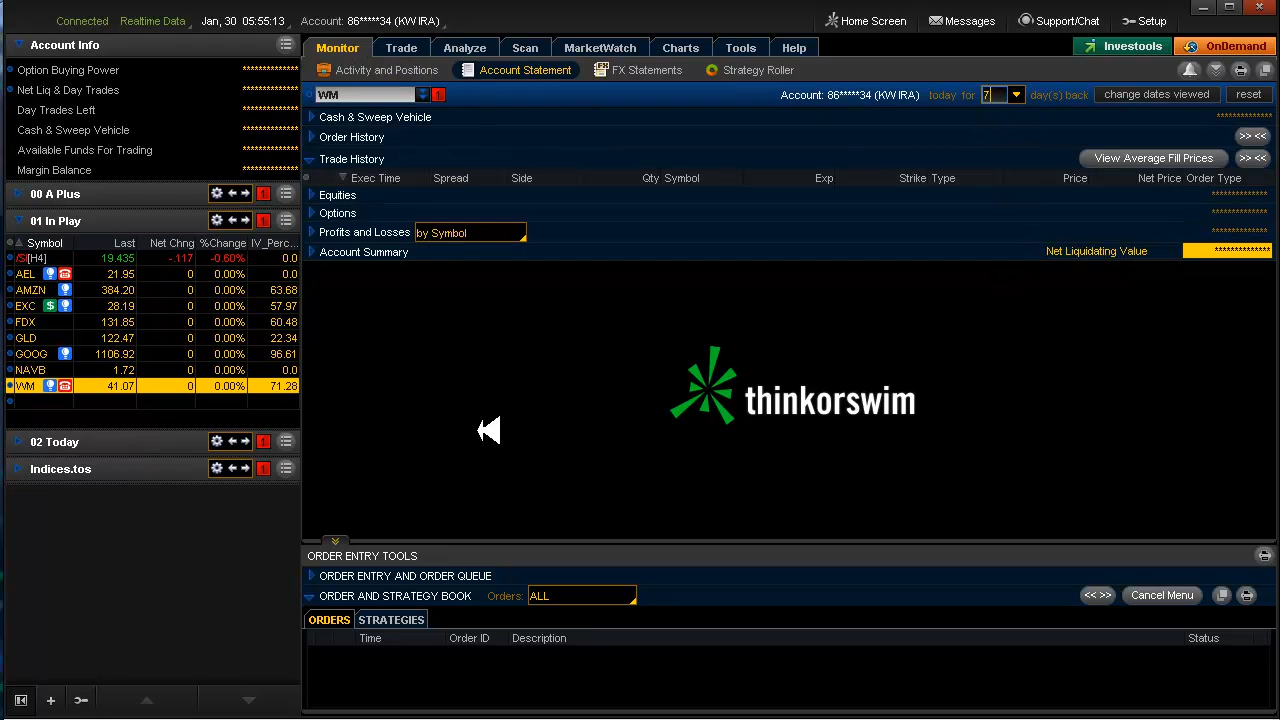 Connected Realtime Data Jan, 30 05:55:13 Account: 86*****34 (KW IRA) Home Screen Messages Support/Chat Setup
Account Info
Option Buying Power **************
Net Liq & Day Trades **************
Day Trades Left **************
Cash & Sweep Vehicle **************
Available Funds For Trading **************
Margin Balance **************
00 A Plus 1
01 In Play 1
Symbol Last Net Chng %Change IV_Perc...
/SI[H4] 19.435 -.117 -0.60% 0.0
AEL 21.95 0 0.00% 0.0
AMZN 384.20 0 0.00% 63.68
EXC $ 28.19 0 0.00% 57.97
FDX 131.85 0 0.00% 60.48
GLD 122.47 0 0.00% 22.34
GOOG 1106.92 0 0.00% 96.61
NAVB 1.72 0 0.00% 0.0
WM 41.07 0 0.00% 71.28
02 Today 1
Indices.tos 1
Monitor Trade Analyze Scan MarketWatch Charts Tools Help Investools OnDemand
Activity and Positions Account Statement FX Statements Strategy Roller
WM 1 Account: 86*****34 (KW IRA) today for 7 day(s) back change dates viewed reset
Cash & Sweep Vehicle **************
Order History >> <<
Trade History View Average Fill Prices >> <<
Exec Time Spread Side Qty Symbol Exp Strike Type Price Net Price Order Type
Equities **************
Options **************
Profits and Losses by Symbol **************
Account Summary Net Liquidating Value **************
thinkorswim
ORDER ENTRY TOOLS
ORDER ENTRY AND ORDER QUEUE
ORDER AND STRATEGY BOOK Orders: ALL << >> Cancel Menu
ORDERS STRATEGIES
Time Order ID Description Status